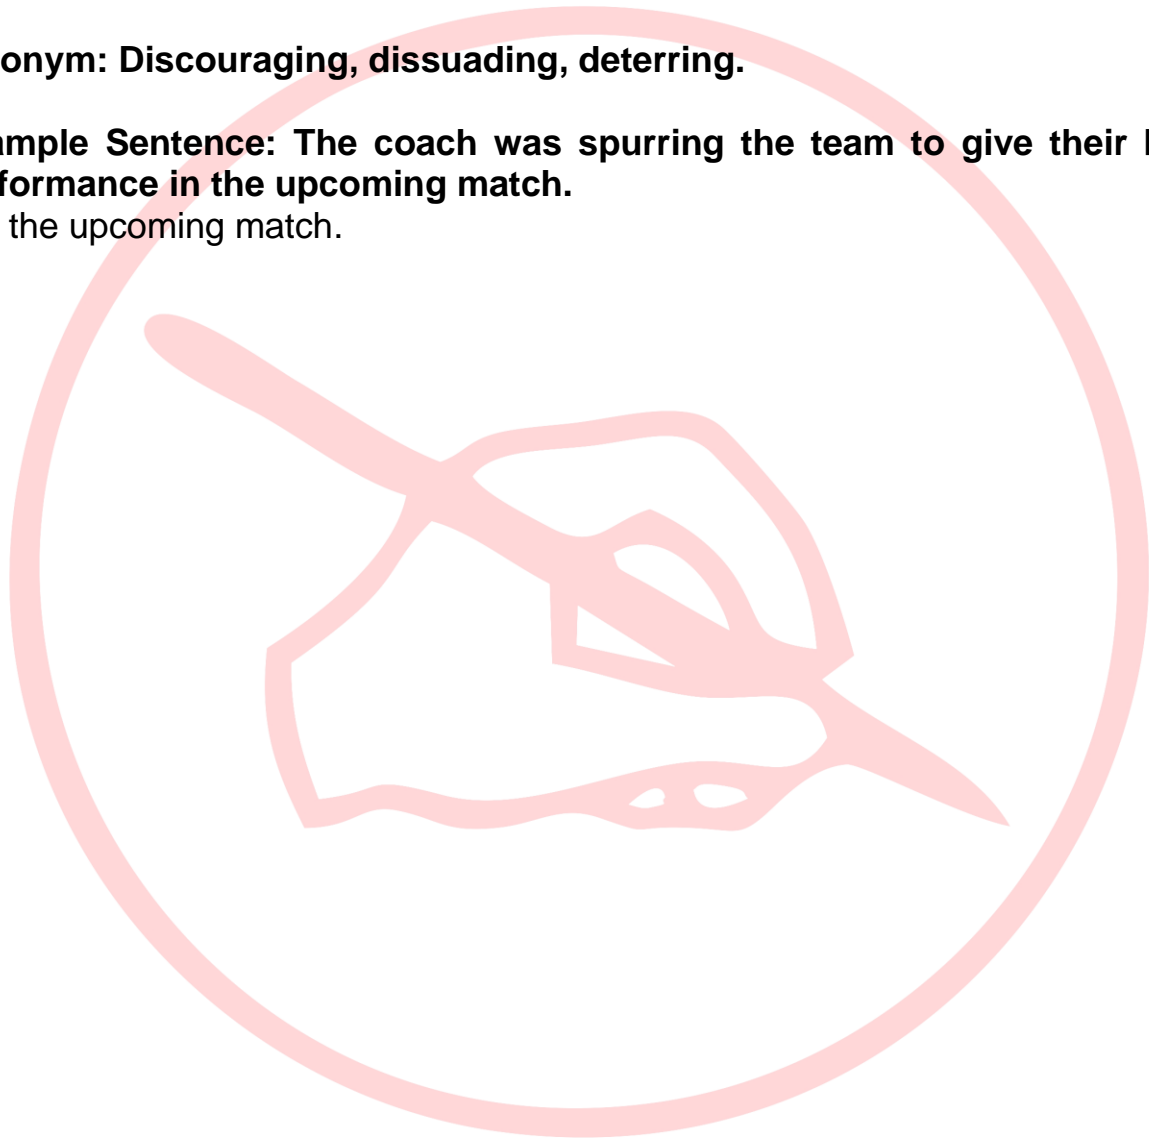 onym: Discouraging, dissuading, deterring.
ample Sentence: The coach was spurring the team to give their
formance in the upcoming match.
the upcoming match.